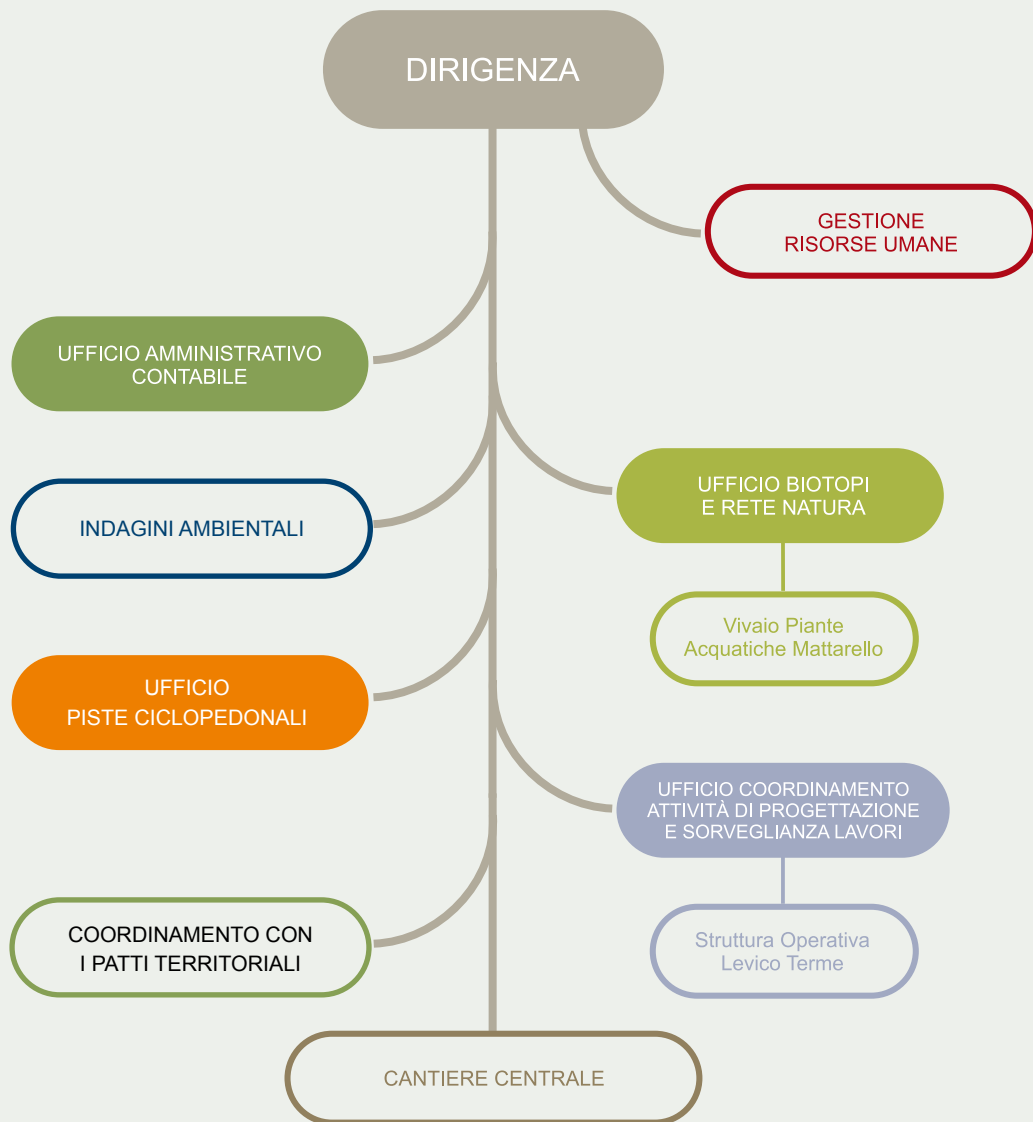 DIRIGENZA
GESTIONE
RISORSE UMANE
UFFICIO AMMINISTRATIVO
CONTABILE
UFFICIO BIOTOPI
E RETE NATURA
INDAGINI AMBIENTALI
Vivaio Piante
Acquatiche Mattarello
UFFICIO
PISTE CICLOPEDONALI
UFFICIO COORDINAMENTO
ATTIVITÀ DI PROGETTAZIONE
E SORVEGLIANZA LAVORI
COORDINAMENTO CON
I PATTI TERRITORIALI
Struttura Operativa
Levico Terme
CANTIERE CENTRALE